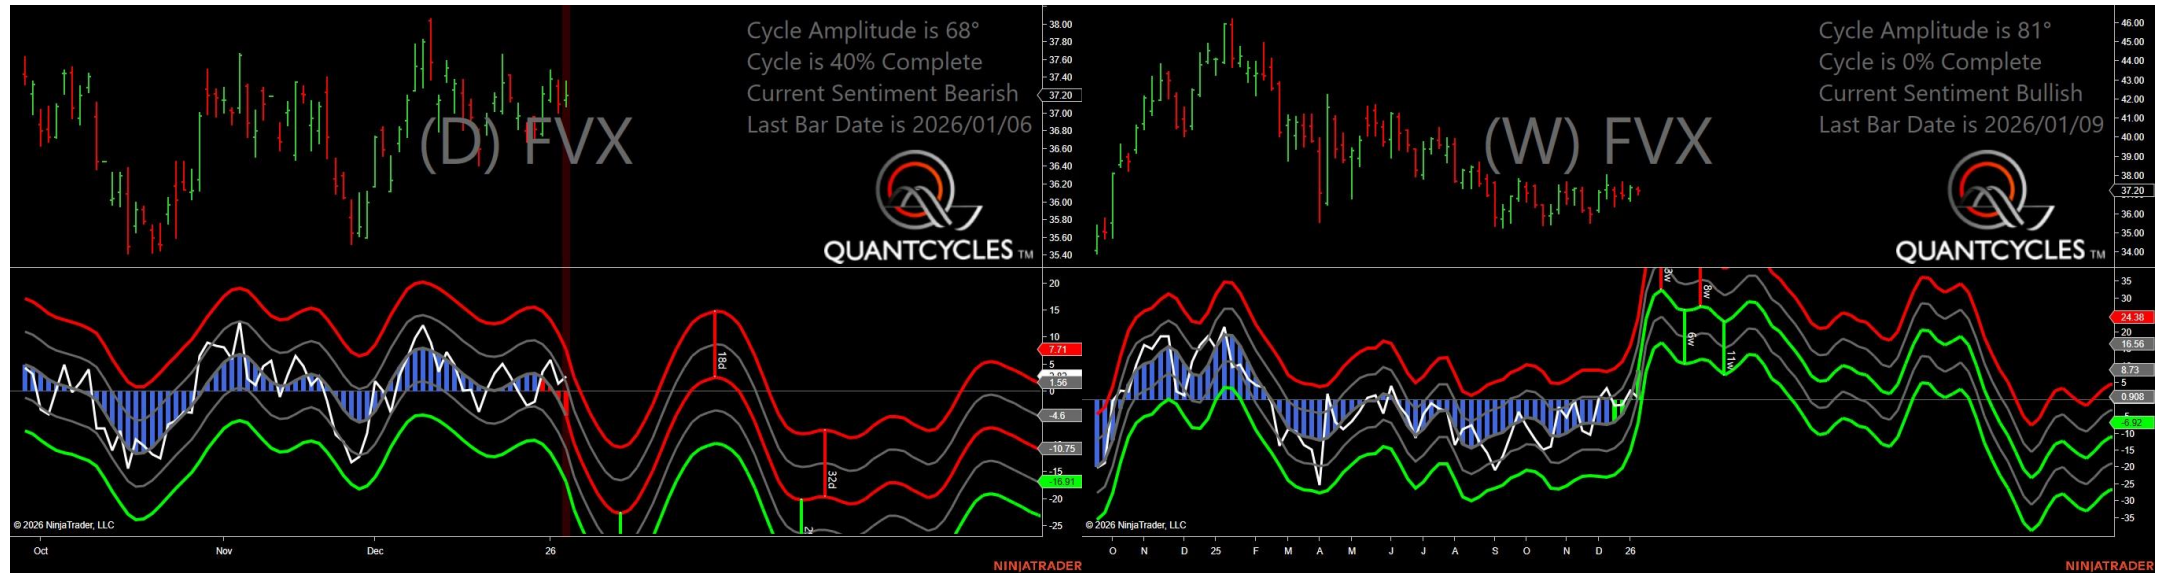 Cycle Amplitude is 68°
Cycle is 40% Complete
Current Sentiment Bearish
Last Bar Date is 2026/01/06
(D) FVX
QUANTCYCLES TM
38.00
37.60
37.40
37.20
37.00
36.80
36.60
36.40
36.20
36.00
35.80
35.60
35.40
20
15
10
7.71
5
1.56
0
-4.6
-10.75
-15
-16.91
-20
-25
18d
32d
© 2026 NinjaTrader, LLC
Oct Nov Dec 26
NINJATRADER
Cycle Amplitude is 81°
Cycle is 0% Complete
Current Sentiment Bullish
Last Bar Date is 2026/01/09
(W) FVX
QUANTCYCLES TM
46.00
45.00
44.00
43.00
42.00
41.00
40.00
39.00
38.00
37.20
36.00
35.00
34.00
35
30
24.38
20
16.56
8.73
5
0.908
-6.92
-10
-15
-20
-25
-30
-35
8w
6w
11w
© 2026 NinjaTrader, LLC
O N D 25 F M A M J J A S O N D 26
NINJATRADER